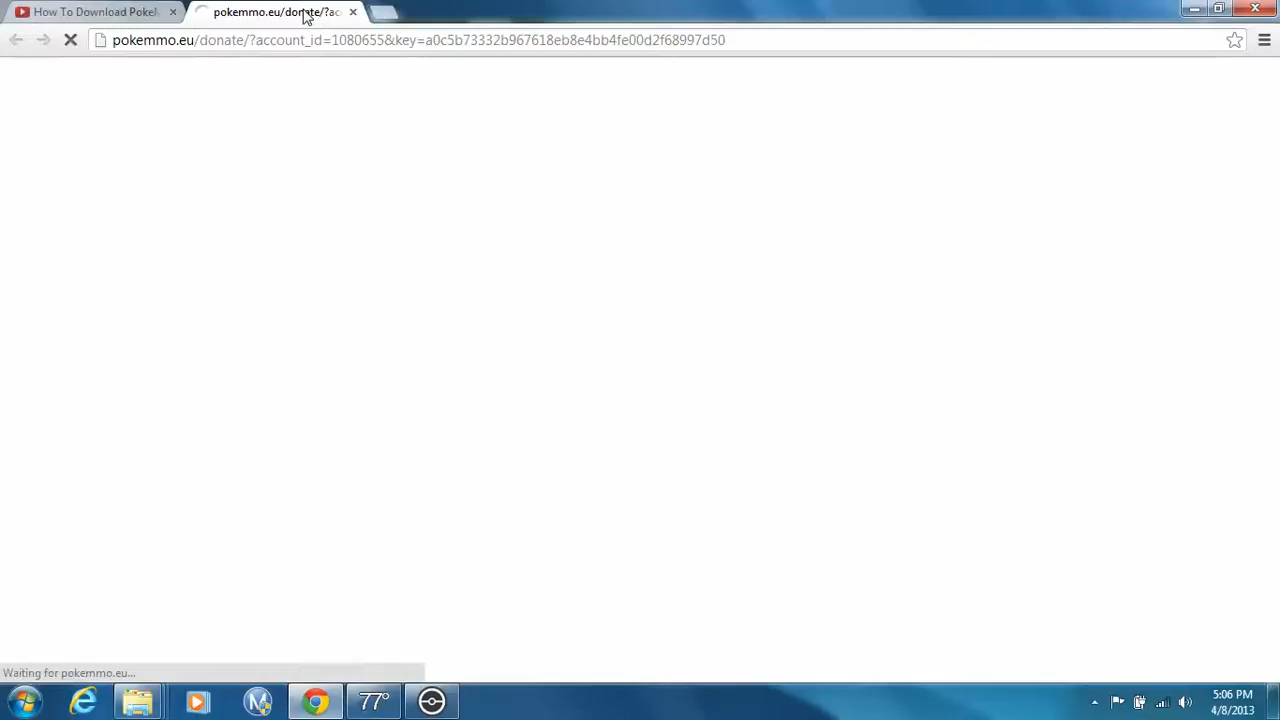 How To Download Pokel
pokemmo.eu/donate/?ac
pokemmo.eu/donate/?account_id=1080655&key=a0c5b73332b967618eb8e4bb4fe00d2f68997d50
Waiting for pokemmo.eu...
77°
5:06 PM
4/8/2013